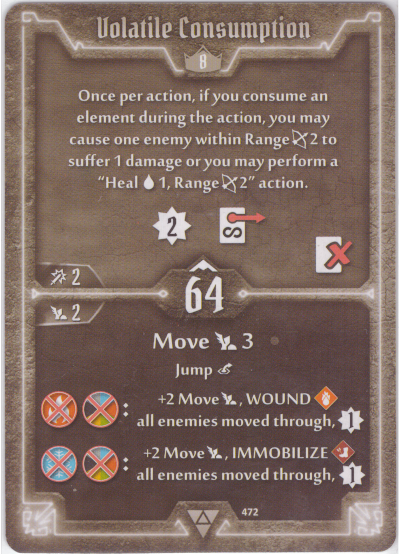 Volatile Consumption
8
Once per action, if you consume an
element during the action, you may
cause one enemy within Range 2 to
suffer 1 damage or you may perform a
“Heal 1, Range 2” action.
2
2
64
2
Move 3
Jump
: +2 Move , WOUND
all enemies moved through, 1
: +2 Move , IMMOBILIZE
all enemies moved through, 1
472